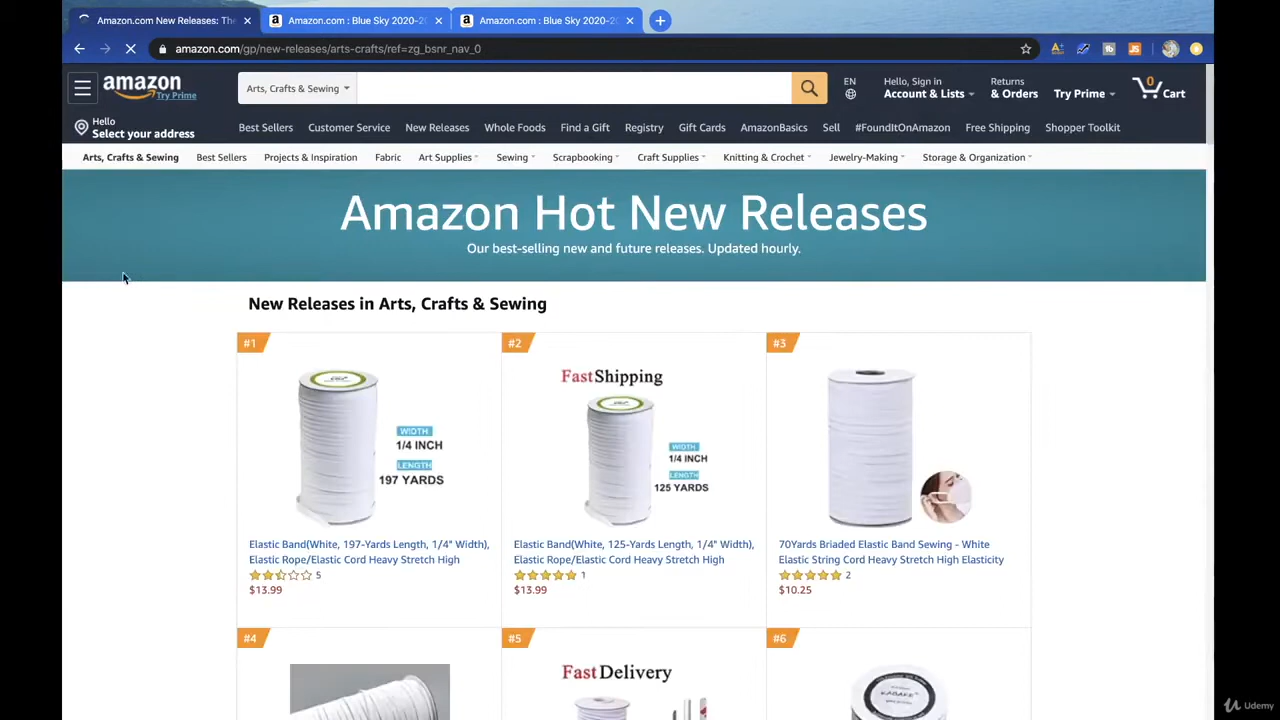 Amazon.com New Releases: The
Amazon.com : Blue Sky 2020-20
Amazon.com : Blue Sky 2020-20
amazon.com/gp/new-releases/arts-crafts/ref=zg_bsnr_nav_0
amazon
Try Prime
Arts, Crafts & Sewing
EN
Hello, Sign in
Account & Lists
Returns
& Orders
Try Prime
0
Cart
Hello
Select your address
Best Sellers Customer Service New Releases Whole Foods Find a Gift Registry Gift Cards AmazonBasics Sell #FoundItOnAmazon Free Shipping Shopper Toolkit
Arts, Crafts & Sewing Best Sellers Projects & Inspiration Fabric Art Supplies Sewing Scrapbooking Craft Supplies Knitting & Crochet Jewelry-Making Storage & Organization
Amazon Hot New Releases
Our best-selling new and future releases. Updated hourly.
New Releases in Arts, Crafts & Sewing
#1
WIDTH
1/4 INCH
LENGTH
197 YARDS
Elastic Band(White, 197-Yards Length, 1/4" Width),
Elastic Rope/Elastic Cord Heavy Stretch High
5
$13.99
#2
FastShipping
WIDTH
1/4 INCH
LENGTH
125 YARDS
Elastic Band(White, 125-Yards Length, 1/4" Width),
Elastic Rope/Elastic Cord Heavy Stretch High
1
$13.99
#3
70Yards Briaded Elastic Band Sewing - White
Elastic String Cord Heavy Stretch High Elasticity
2
$10.25
#4
#5
FastDelivery
#6
KABAKE
Udemy